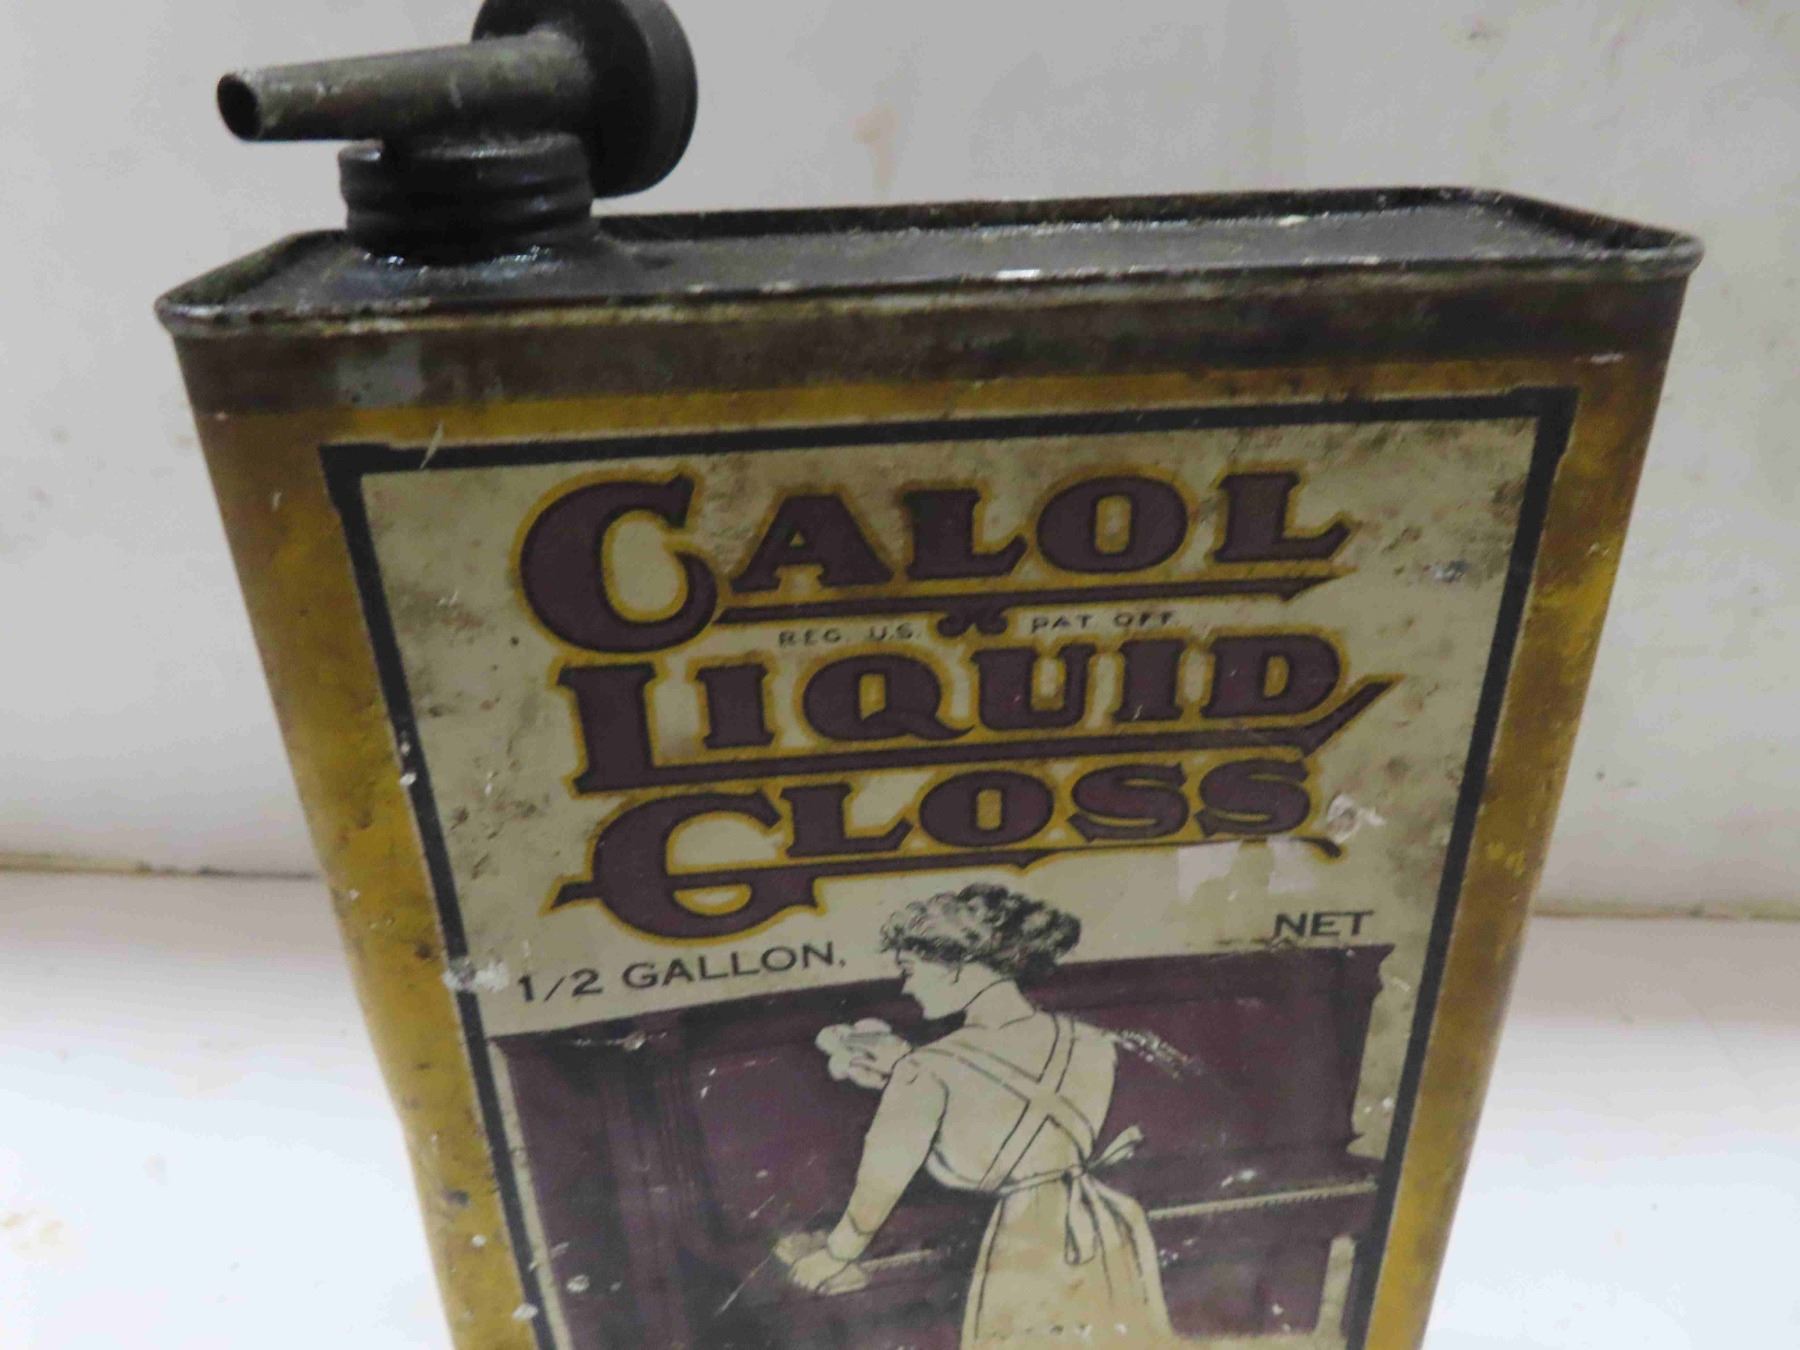 CALOL
REG. U.S. PAT. OFF.
LIQUID
GLOSS
1/2 GALLON, NET